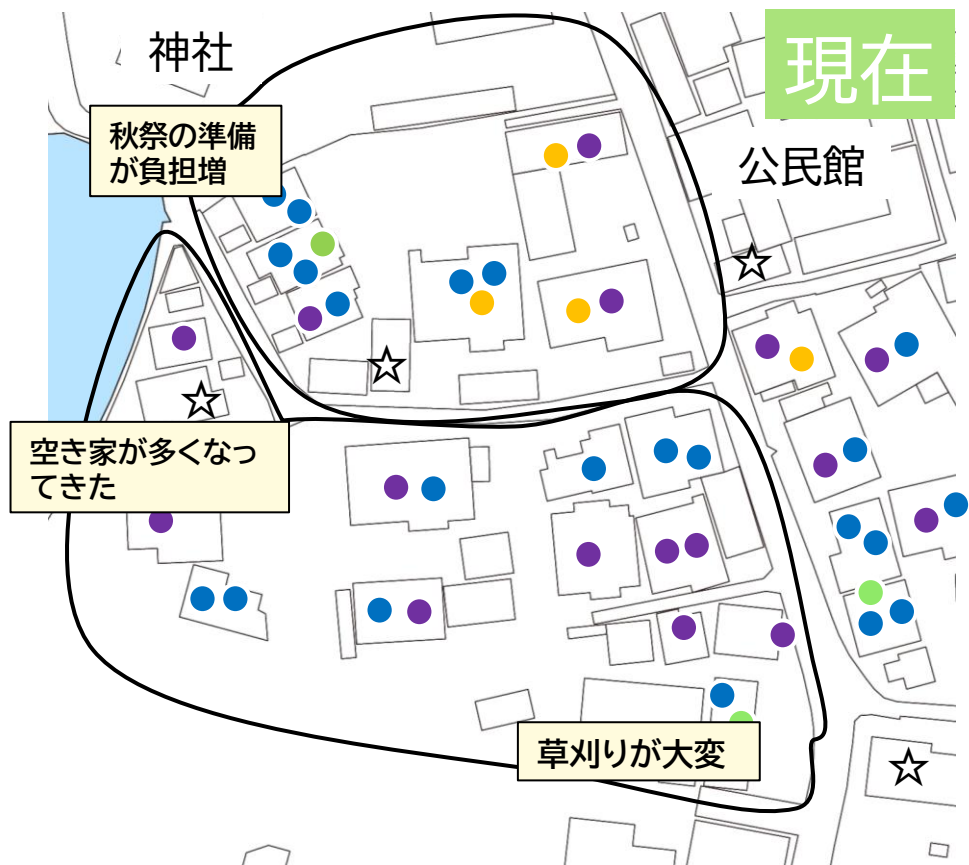 神社
現在
秋祭の準備
が負担増
公民館
空き家が多くなっ
てきた
草刈りが大変